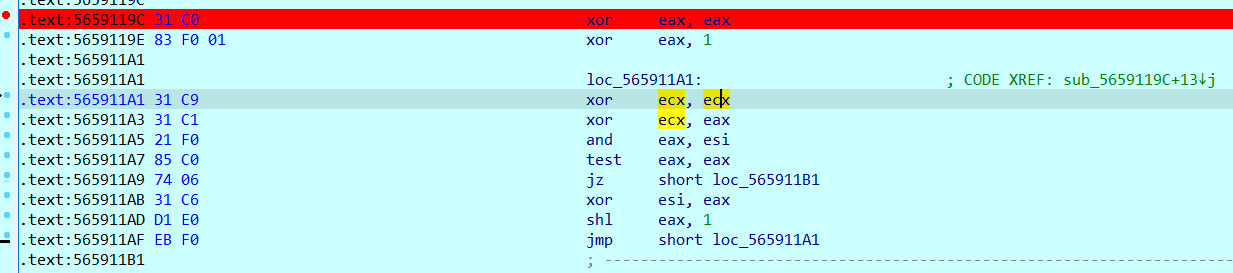 .text:5659119C
.text:5659119C 31 C0 xor eax, eax
.text:5659119E 83 F0 01 xor eax, 1
.text:565911A1
.text:565911A1 loc_565911A1: ; CODE XREF: sub_5659119C+13↓j
.text:565911A1 31 C9 xor ecx, ecx
.text:565911A3 31 C1 xor ecx, eax
.text:565911A5 21 F0 and eax, esi
.text:565911A7 85 C0 test eax, eax
.text:565911A9 74 06 jz short loc_565911B1
.text:565911AB 31 C6 xor esi, eax
.text:565911AD D1 E0 shl eax, 1
.text:565911AF EB F0 jmp short loc_565911A1
.text:565911B1 ; ---------------------------------------------------------------------------